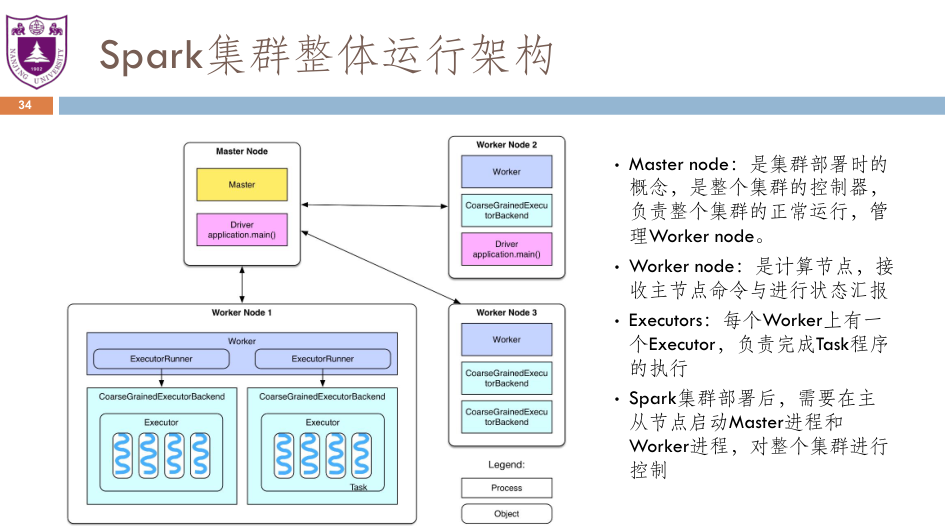 NANJING UNIVERSITY
1902
Spark集群整体运行架构
34
Master Node
Master
Driver
application.main()
Worker Node 2
Worker
CoarseGrainedExecu
torBackend
Driver
application.main()
Worker Node 1
Worker
ExecutorRunner
ExecutorRunner
CoarseGrainedExecutorBackend
CoarseGrainedExecutorBackend
Executor
Executor
Task
Worker Node 3
Worker
CoarseGrainedExecu
torBackend
CoarseGrainedExecu
torBackend
Legend:
Process
Object
• Master node：是集群部署时的
概念，是整个集群的控制器，
负责整个集群的正常运行，管
理Worker node。
• Worker node：是计算节点，接
收主节点命令与进行状态汇报
• Executors：每个Worker上有一
个Executor，负责完成Task程序
的执行
• Spark集群部署后，需要在主
从节点启动Master进程和
Worker进程，对整个集群进行
控制